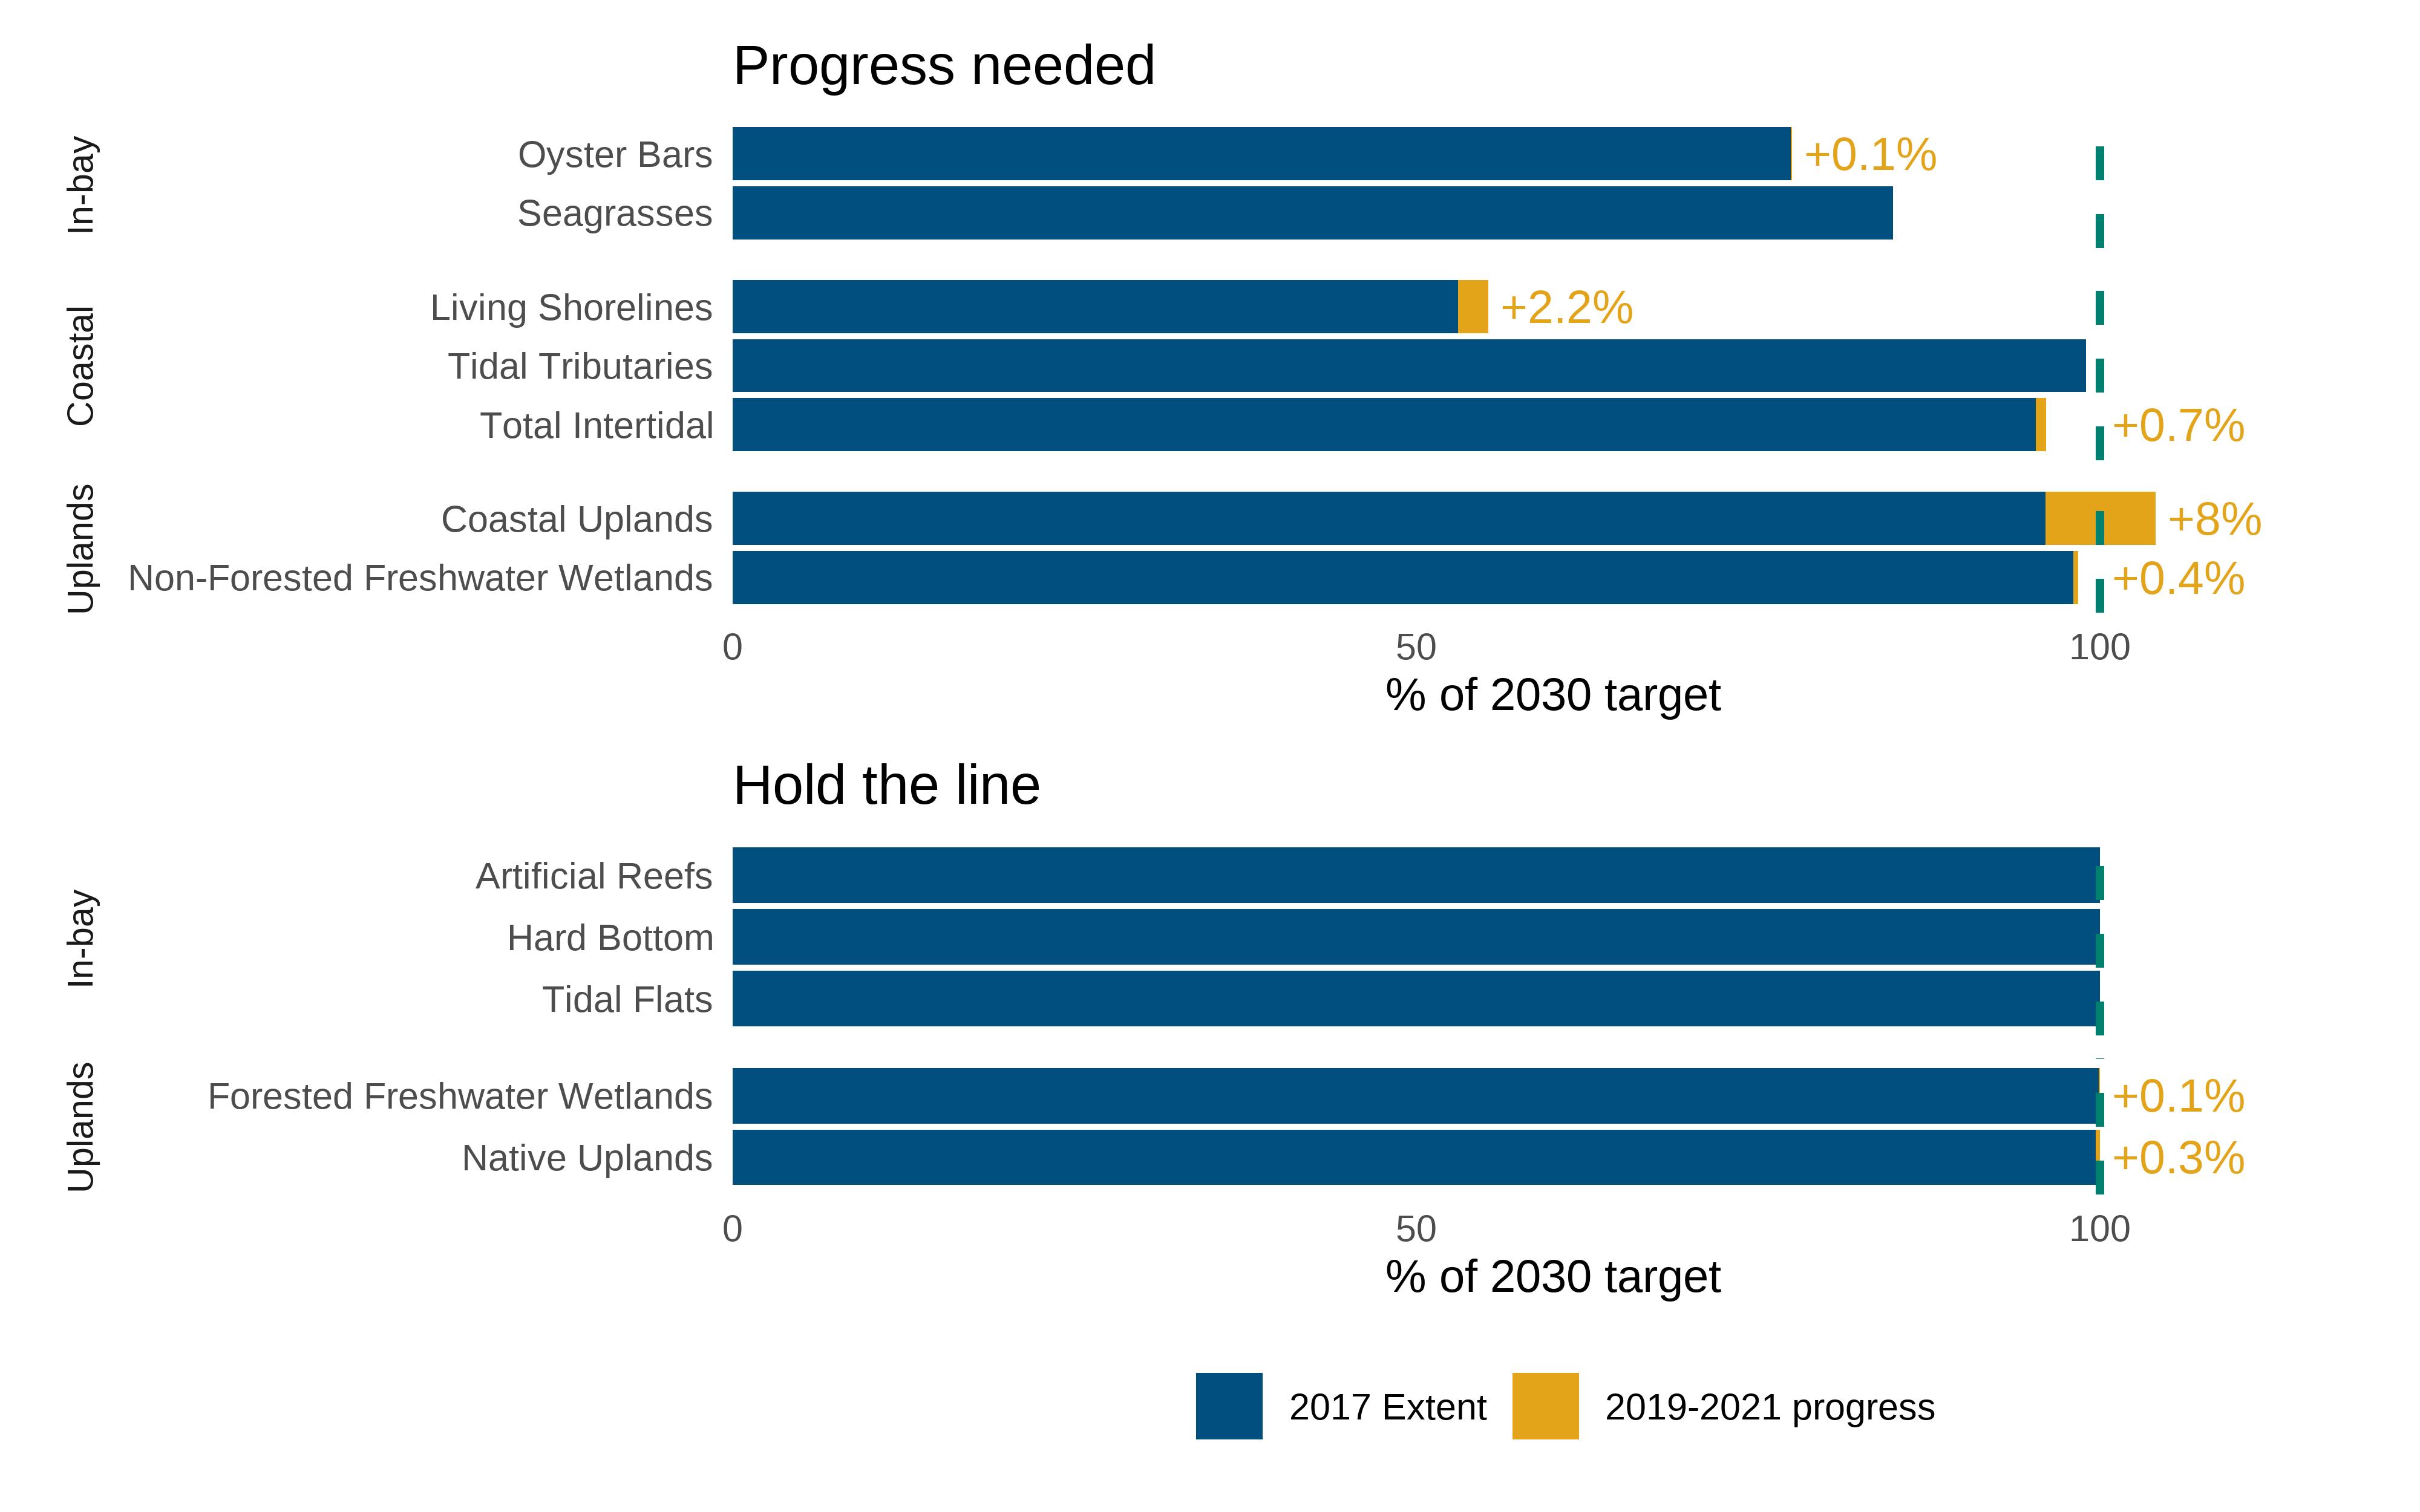 Progress needed
In-bay
Oyster Bars
+0.1%
Seagrasses
Coastal
Living Shorelines
+2.2%
Tidal Tributaries
Total Intertidal
+0.7%
Uplands
Coastal Uplands
+8%
Non-Forested Freshwater Wetlands
+0.4%
0 50 100
% of 2030 target
Hold the line
In-bay
Artificial Reefs
Hard Bottom
Tidal Flats
Uplands
Forested Freshwater Wetlands
+0.1%
Native Uplands
+0.3%
0 50 100
% of 2030 target
2017 Extent 2019-2021 progress